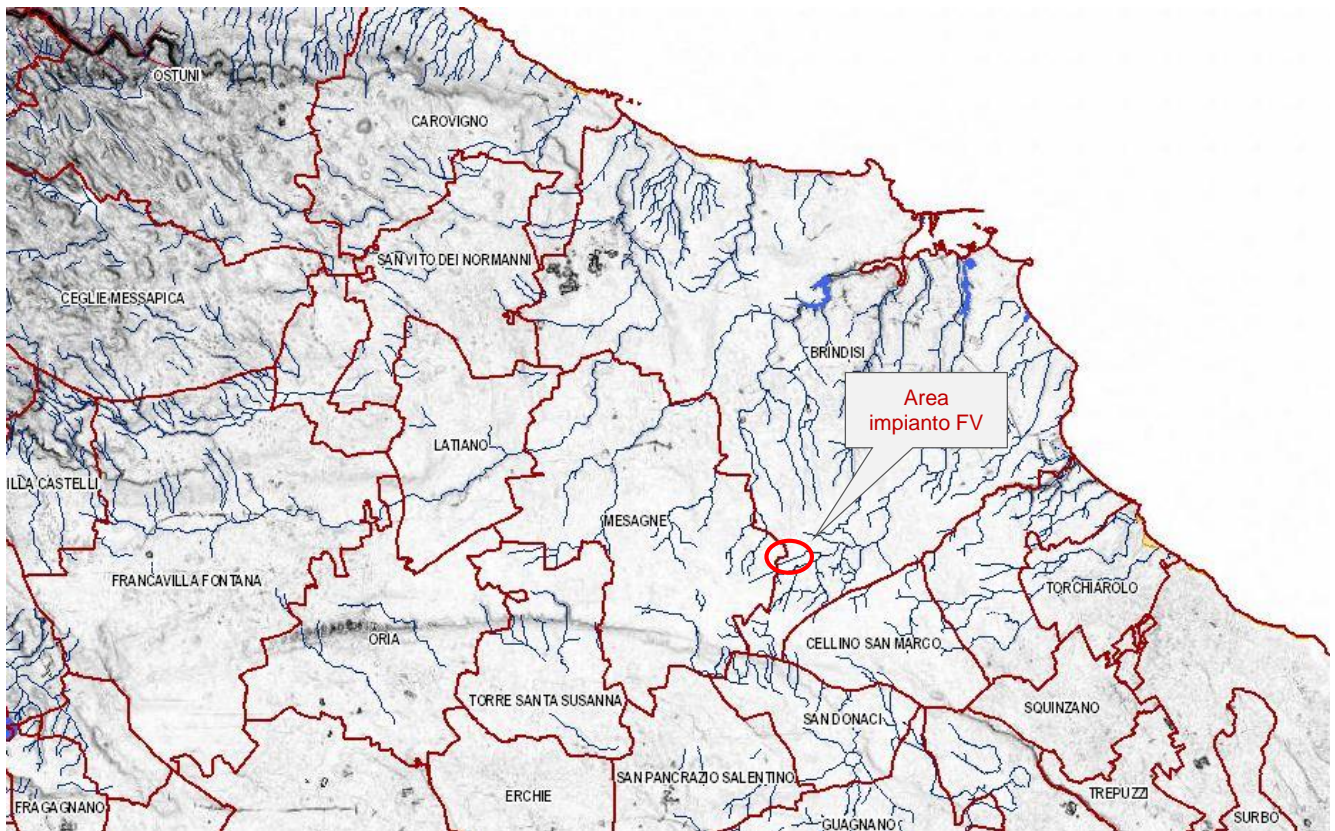 OSTUNI
CAROVIGNO
SAN VITO DEI NORMANNI
CEGLIE MESSAPICA
BRINDISI
Area
impianto FV
LATIANO
ILLA CASTELLI
MESAGNE
FRANCAVILLA FONTANA
TORCHIAROLO
ORIA
CELLINO SAN MARCO
TORRE SANTA SUSANNA
SQUINZANO
SAN DONACI
SAN PANCRAZIO SALENTINO
ERCHIE
TREPUZZI
FRAGAGNANO
SURBO
GUAGNANO